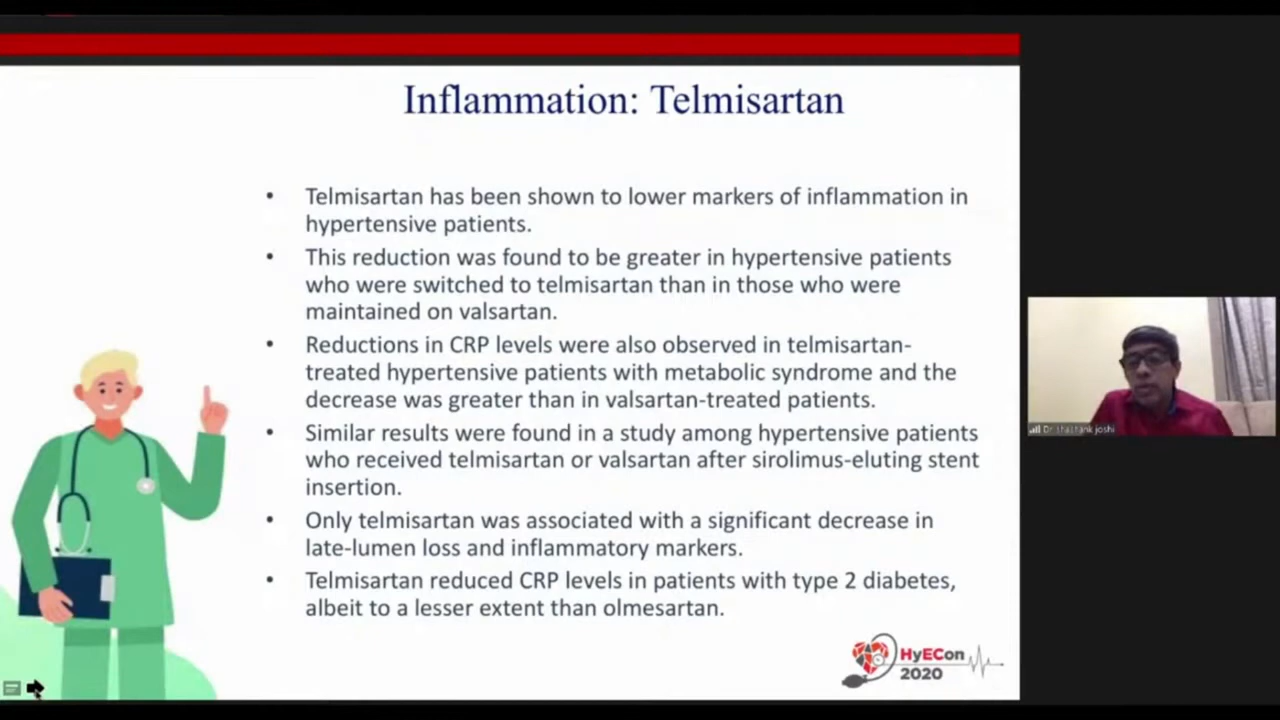 Inflammation: Telmisartan
• Telmisartan has been shown to lower markers of inflammation in
hypertensive patients.
• This reduction was found to be greater in hypertensive patients
who were switched to telmisartan than in those who were
maintained on valsartan.
• Reductions in CRP levels were also observed in telmisartan-
treated hypertensive patients with metabolic syndrome and the
decrease was greater than in valsartan-treated patients.
• Similar results were found in a study among hypertensive patients
who received telmisartan or valsartan after sirolimus-eluting stent
insertion.
• Only telmisartan was associated with a significant decrease in
late-lumen loss and inflammatory markers.
• Telmisartan reduced CRP levels in patients with type 2 diabetes,
albeit to a lesser extent than olmesartan.
HyECon
2020
Dr shashank joshi